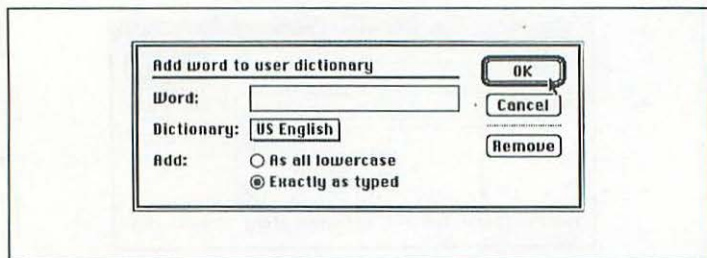 Add word to user dictionary
Word:
Dictionary: US English
Add: As all lowercase
Exactly as typed
OK
Cancel
Remove